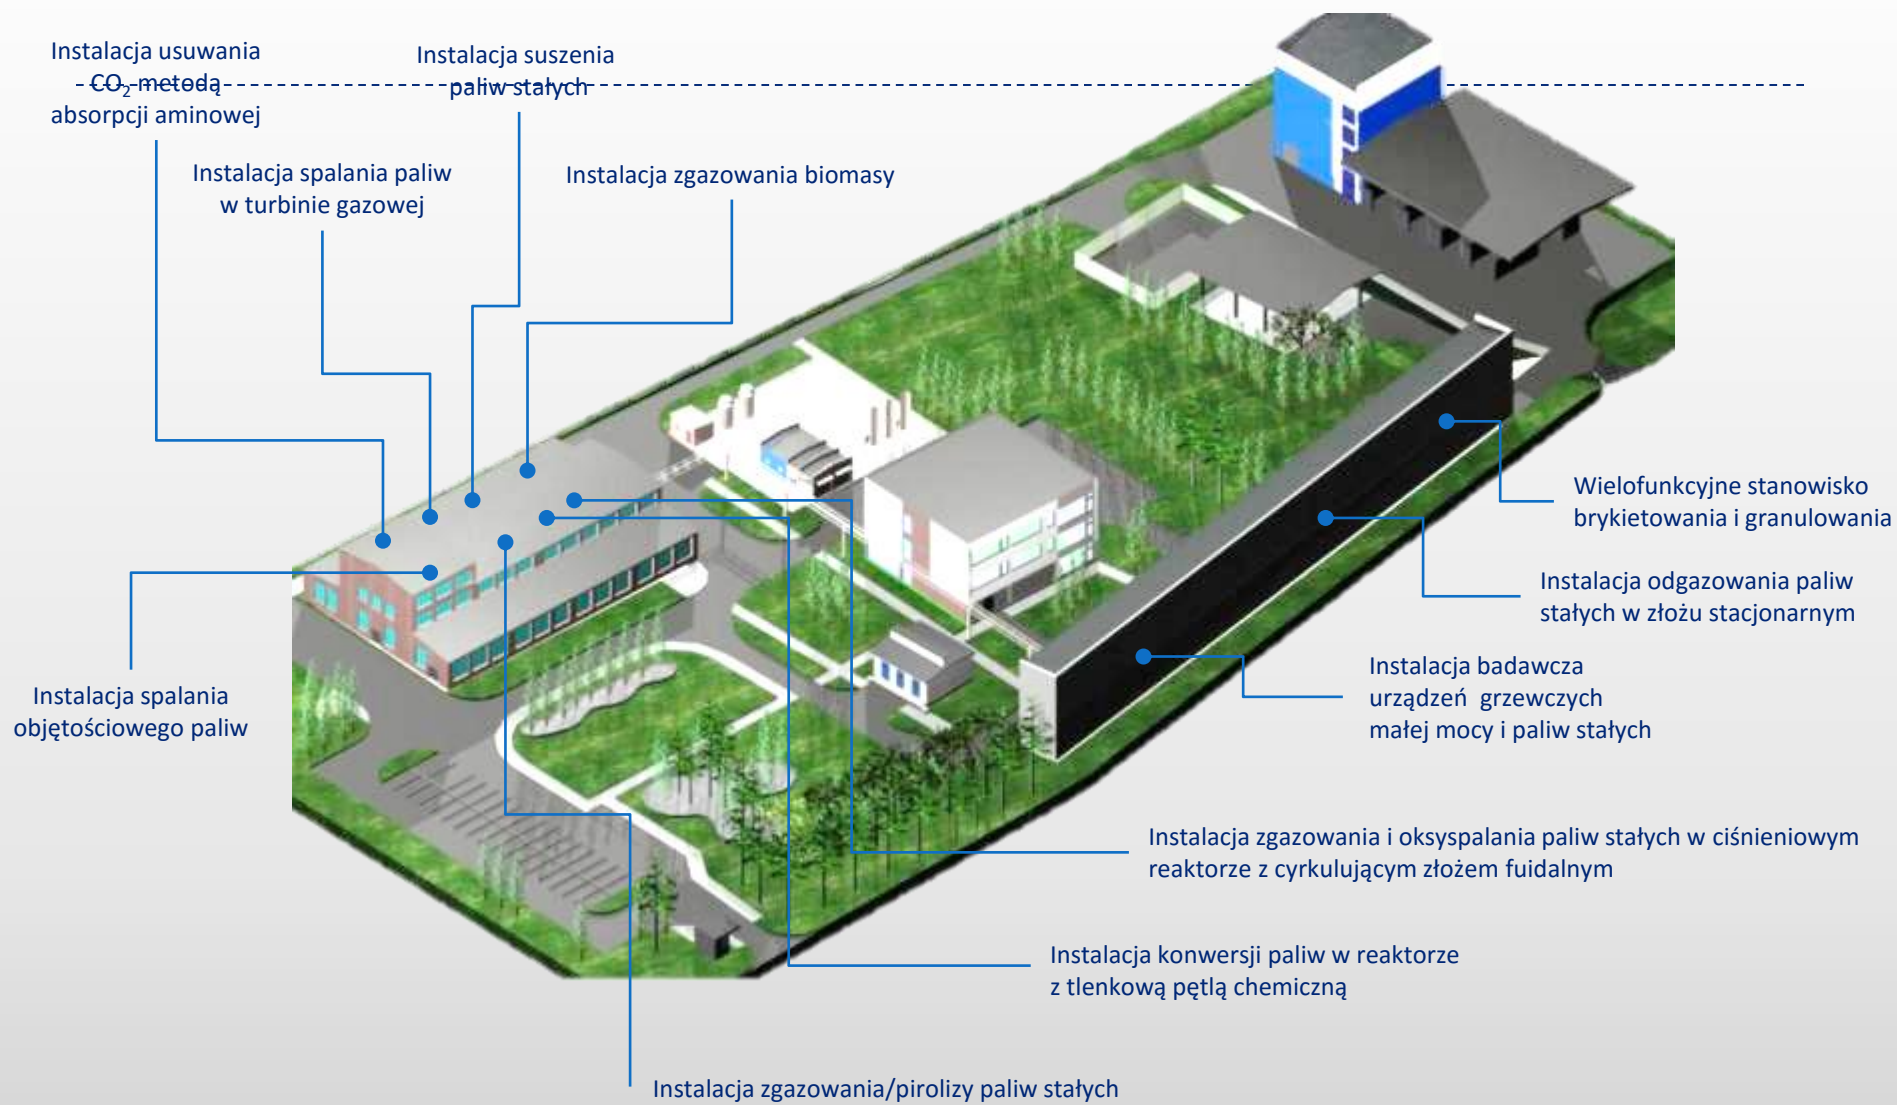 Instalacja usuwania
CO₂ metodą
absorpcji aminowej
Instalacja suszenia
paliw stałych
Instalacja spalania paliw
w turbinie gazowej
Instalacja zgazowania biomasy
Wielofunkcyjne stanowisko
brykietowania i granulowania
Instalacja odgazowania paliw
stałych w złożu stacjonarnym
Instalacja badawcza
urządzeń grzewczych
małej mocy i paliw stałych
Instalacja spalania
objętościowego paliw
Instalacja zgazowania i oksyspalania paliw stałych w ciśnieniowym
reaktorze z cyrkulującym złożem fuidalnym
Instalacja konwersji paliw w reaktorze
z tlenkową pętlą chemiczną
Instalacja zgazowania/pirolizy paliw stałych